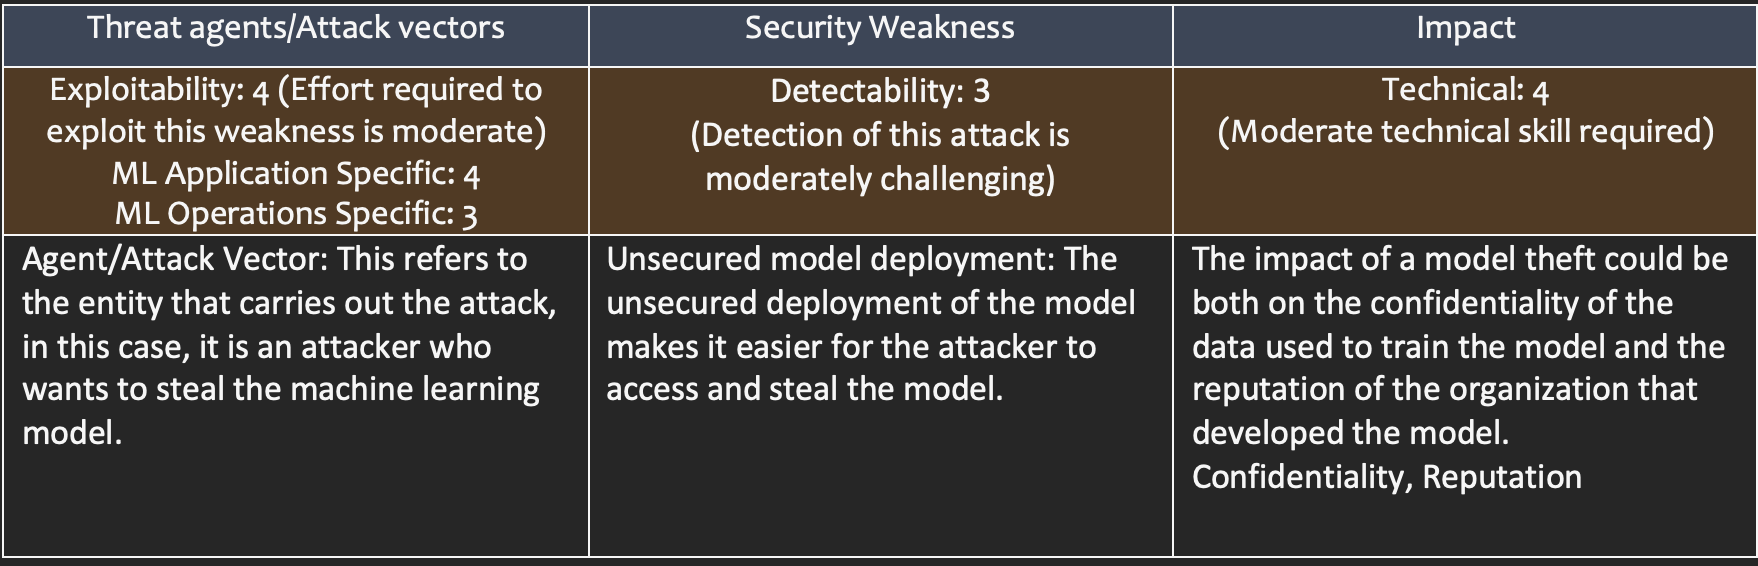 Threat agents/Attack vectors
Security Weakness
Impact
Exploitability: 4 (Effort required to
exploit this weakness is moderate)
ML Application Specific: 4
ML Operations Specific: 3
Detectability: 3
(Detection of this attack is
moderately challenging)
Technical: 4
(Moderate technical skill required)
Agent/Attack Vector: This refers to
the entity that carries out the attack,
in this case, it is an attacker who
wants to steal the machine learning
model.
Unsecured model deployment: The
unsecured deployment of the model
makes it easier for the attacker to
access and steal the model.
The impact of a model theft could be
both on the confidentiality of the
data used to train the model and the
reputation of the organization that
developed the model.
Confidentiality, Reputation